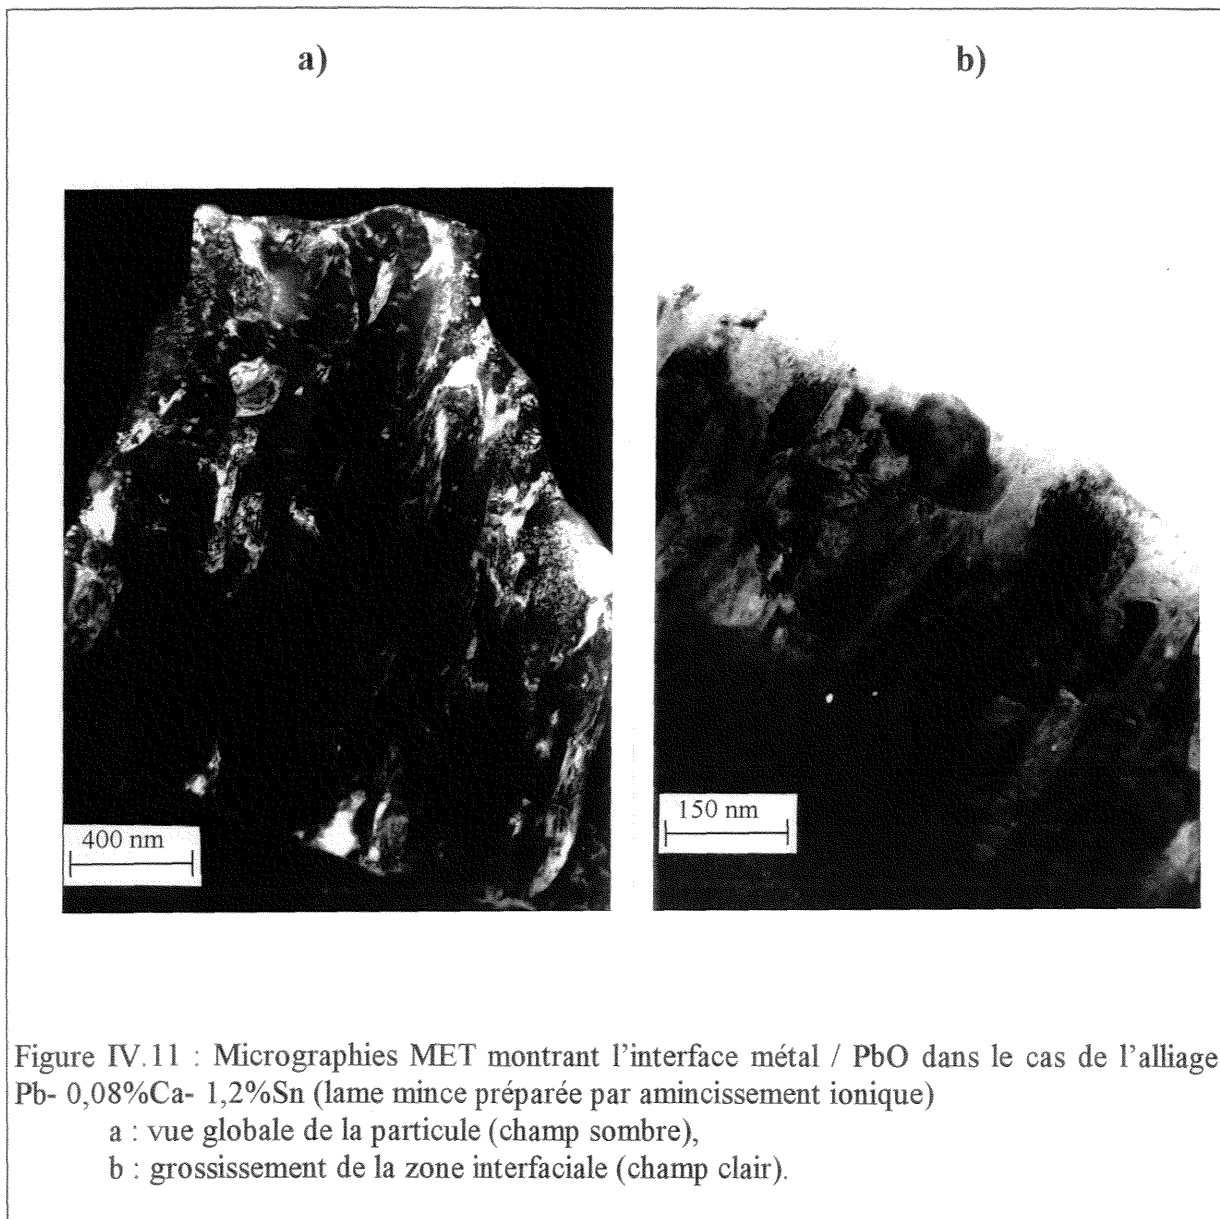 a)
b)
400 nm
150 nm
Figure IV.11 : Micrographies MET montrant l'interface métal / PbO dans le cas de l'alliage
Pb- 0,08%Ca- 1,2%Sn (lame mince préparée par amincissement ionique)
a : vue globale de la particule (champ sombre),
b : grossissement de la zone interfaciale (champ clair).